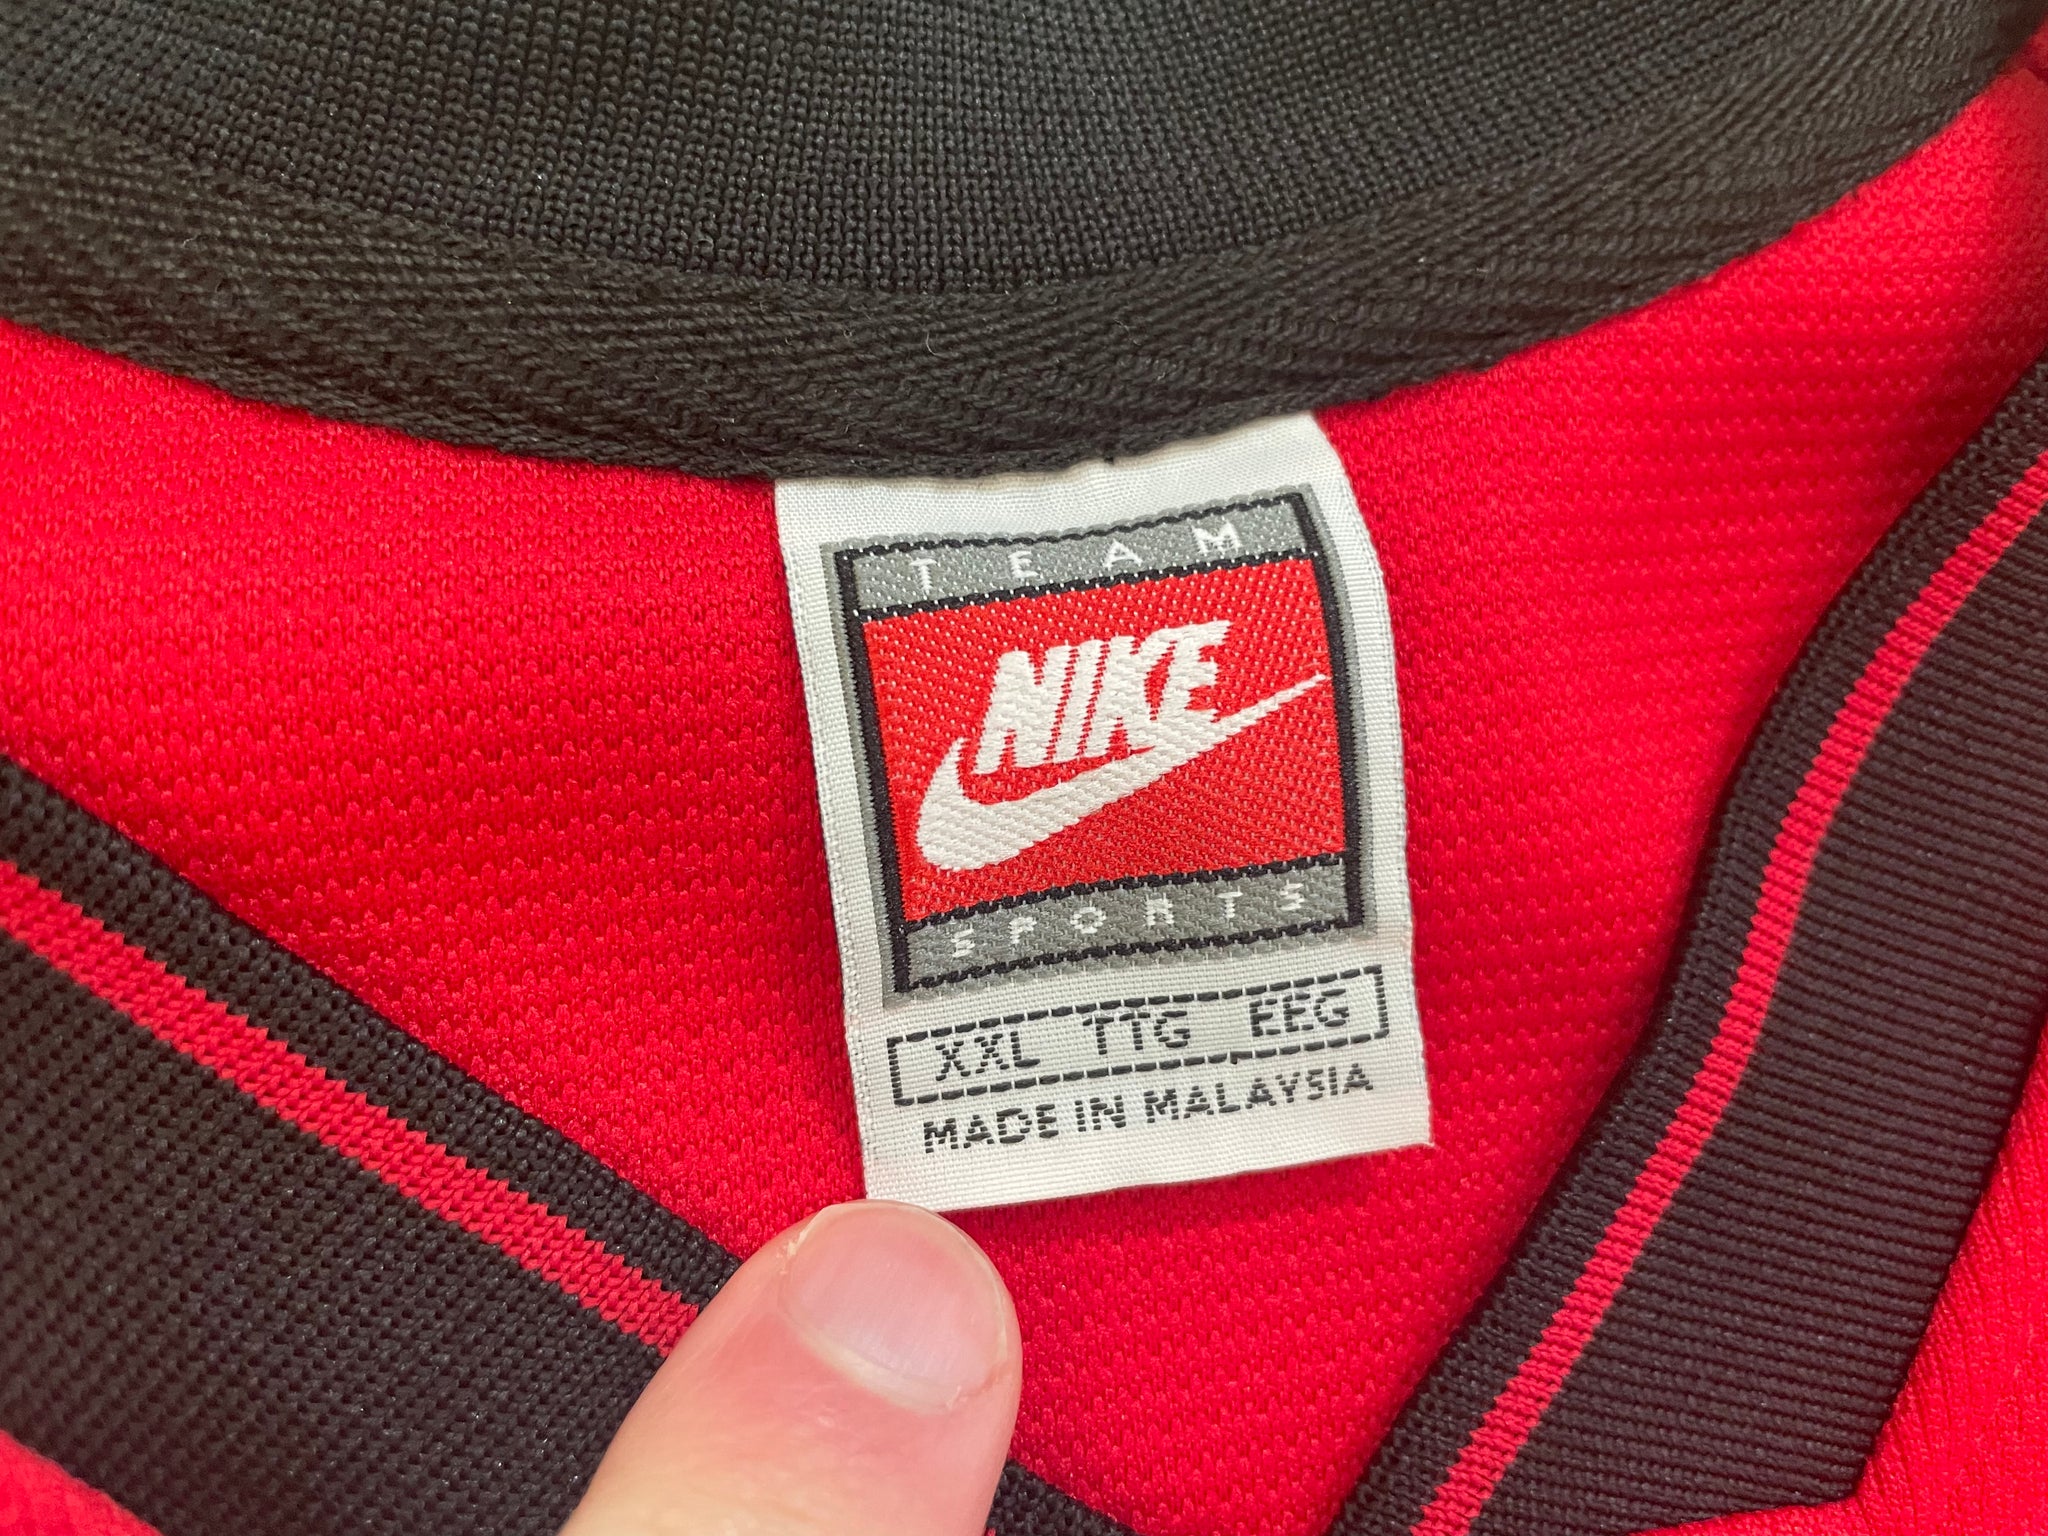 TEAM
NIKE
SPORTS
XXL TTG EEG
MADE IN MALAYSIA